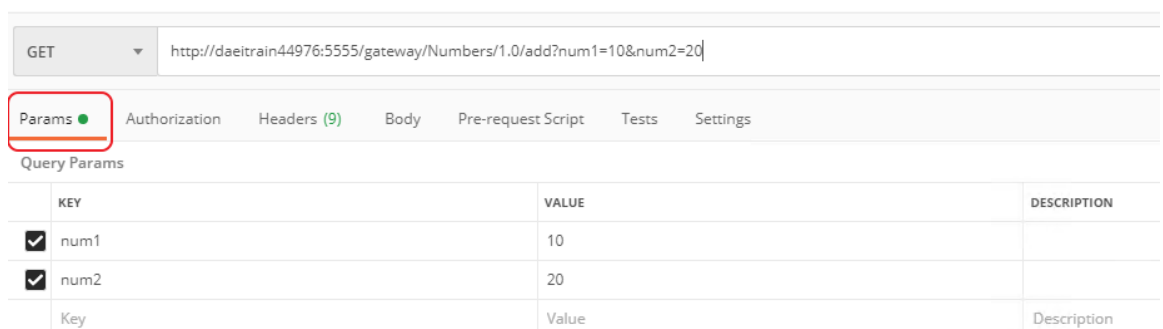 GET http://daeitrain44976:5555/gateway/Numbers/1.0/add?num1=10&num2=20
Params Authorization Headers (9) Body Pre-request Script Tests Settings
Query Params
KEY VALUE DESCRIPTION
num1 10
num2 20
Key Value Description